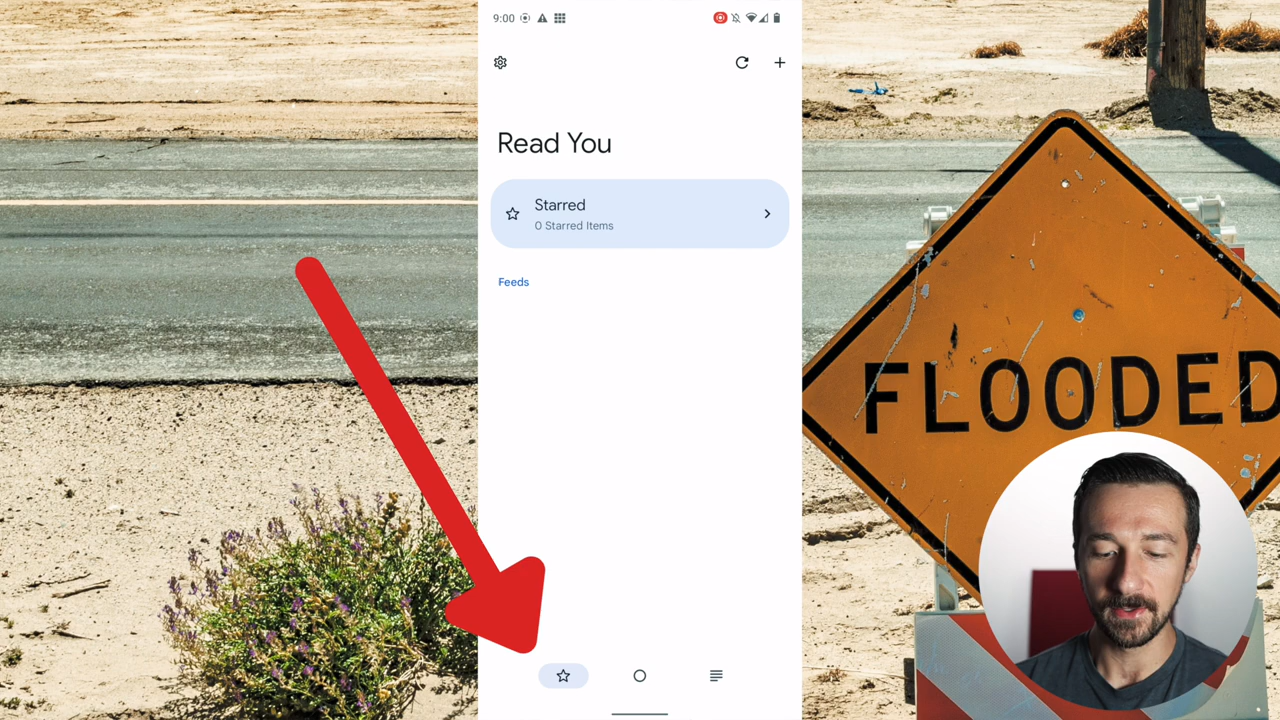 9:00
Read You
Starred
0 Starred Items
Feeds
FLOODED